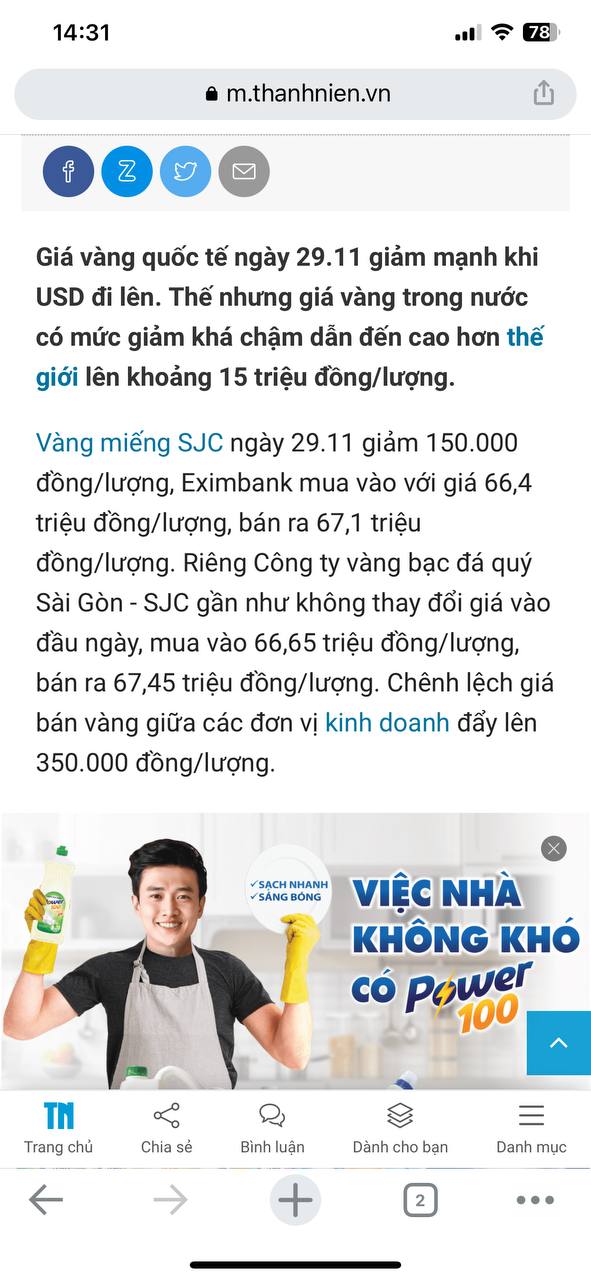 14:31
78
m.thanhnien.vn
Giá vàng quốc tế ngày 29.11 giảm mạnh khi
USD đi lên. Thế nhưng giá vàng trong nước
có mức giảm khá chậm dẫn đến cao hơn thế
giới lên khoảng 15 triệu đồng/lượng.
Vàng miếng SJC ngày 29.11 giảm 150.000
đồng/lượng, Eximbank mua vào với giá 66,4
triệu đồng/lượng, bán ra 67,1 triệu
đồng/lượng. Riêng Công ty vàng bạc đá quý
Sài Gòn - SJC gần như không thay đổi giá vào
đầu ngày, mua vào 66,65 triệu đồng/lượng,
bán ra 67,45 triệu đồng/lượng. Chênh lệch giá
bán vàng giữa các đơn vị kinh doanh đẩy lên
350.000 đồng/lượng.
✓SẠCH NHANH
✓SÁNG BÓNG
VIỆC NHÀ
KHÔNG KHÓ
CÓ Power
100
TN
Trang chủ
Chia sẻ
Bình luận
Dành cho bạn
Danh mục
2